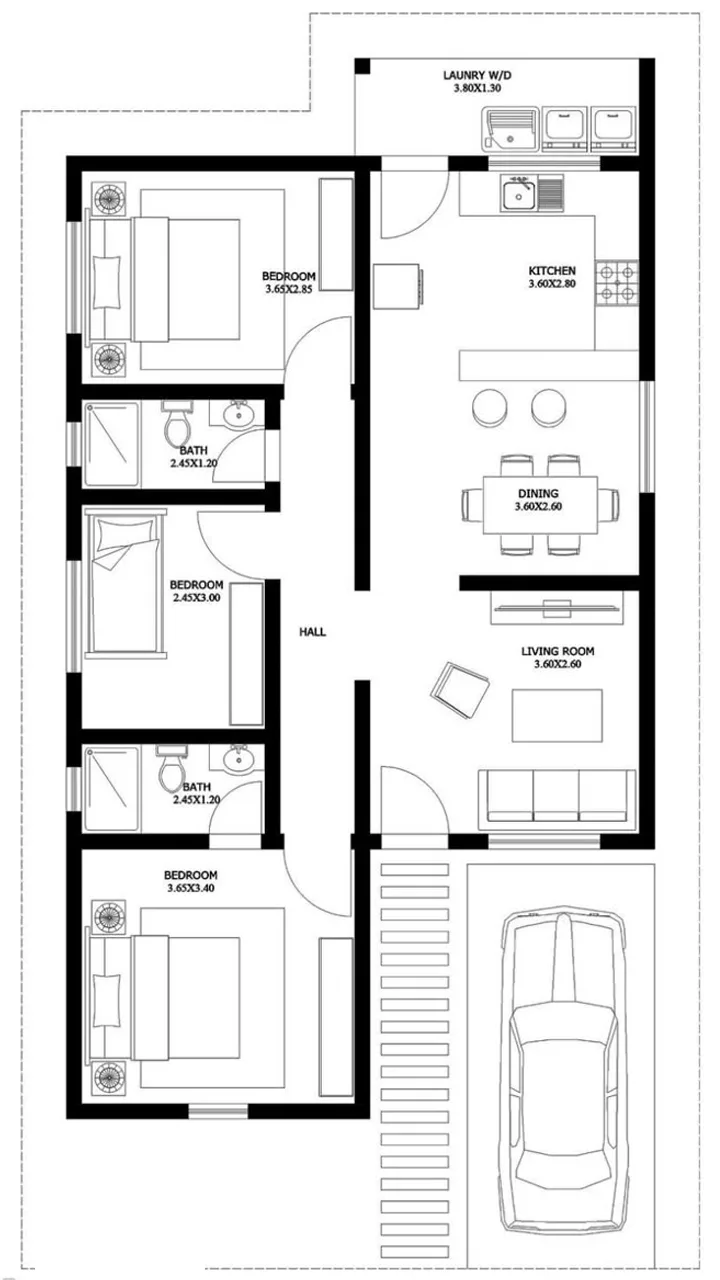 LAUNRY W/D
3.80X1.30
BEDROOM
3.65X2.85
KITCHEN
3.60X2.80
BATH
2.45X1.20
DINING
3.60X2.60
BEDROOM
2.45X3.00
HALL
LIVING ROOM
3.60X2.60
BATH
2.45X1.20
BEDROOM
3.65X3.40